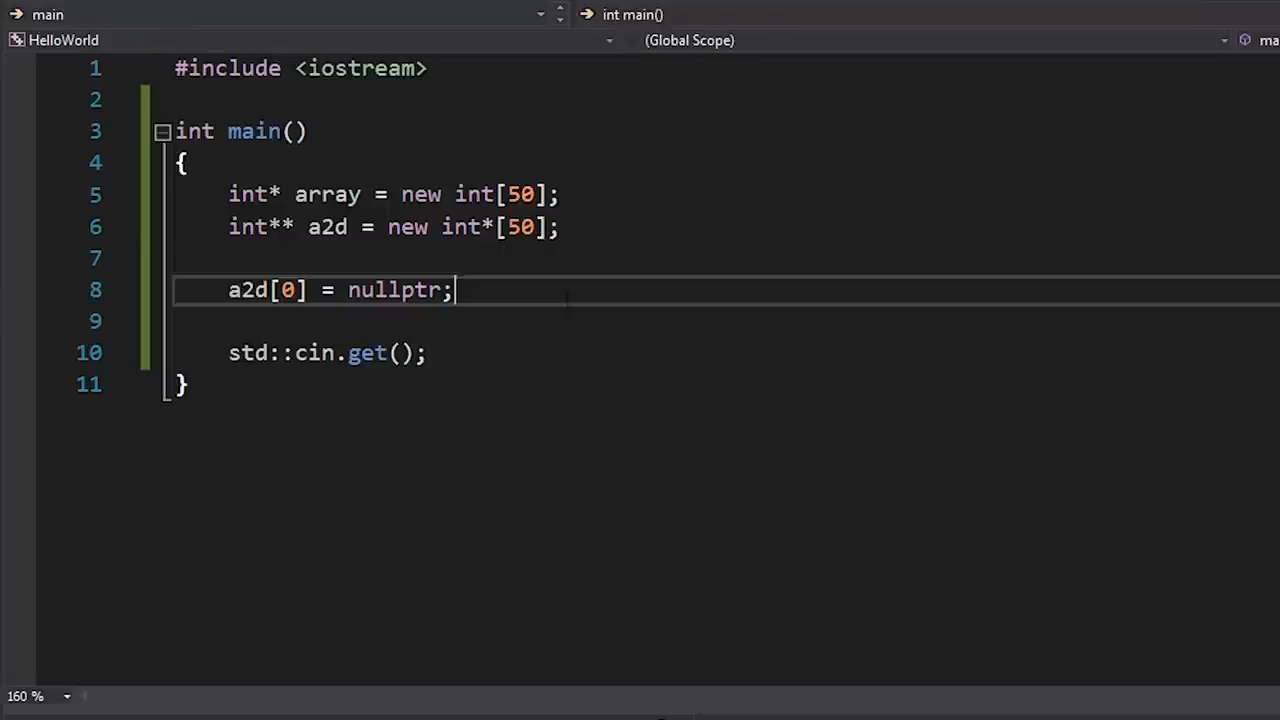 main int main()
HelloWorld (Global Scope) ma
1 #include <iostream>
2
3 int main()
4 {
5 int* array = new int[50];
6 int** a2d = new int*[50];
7
8 a2d[0] = nullptr;
9
10 std::cin.get();
11 }
160 %